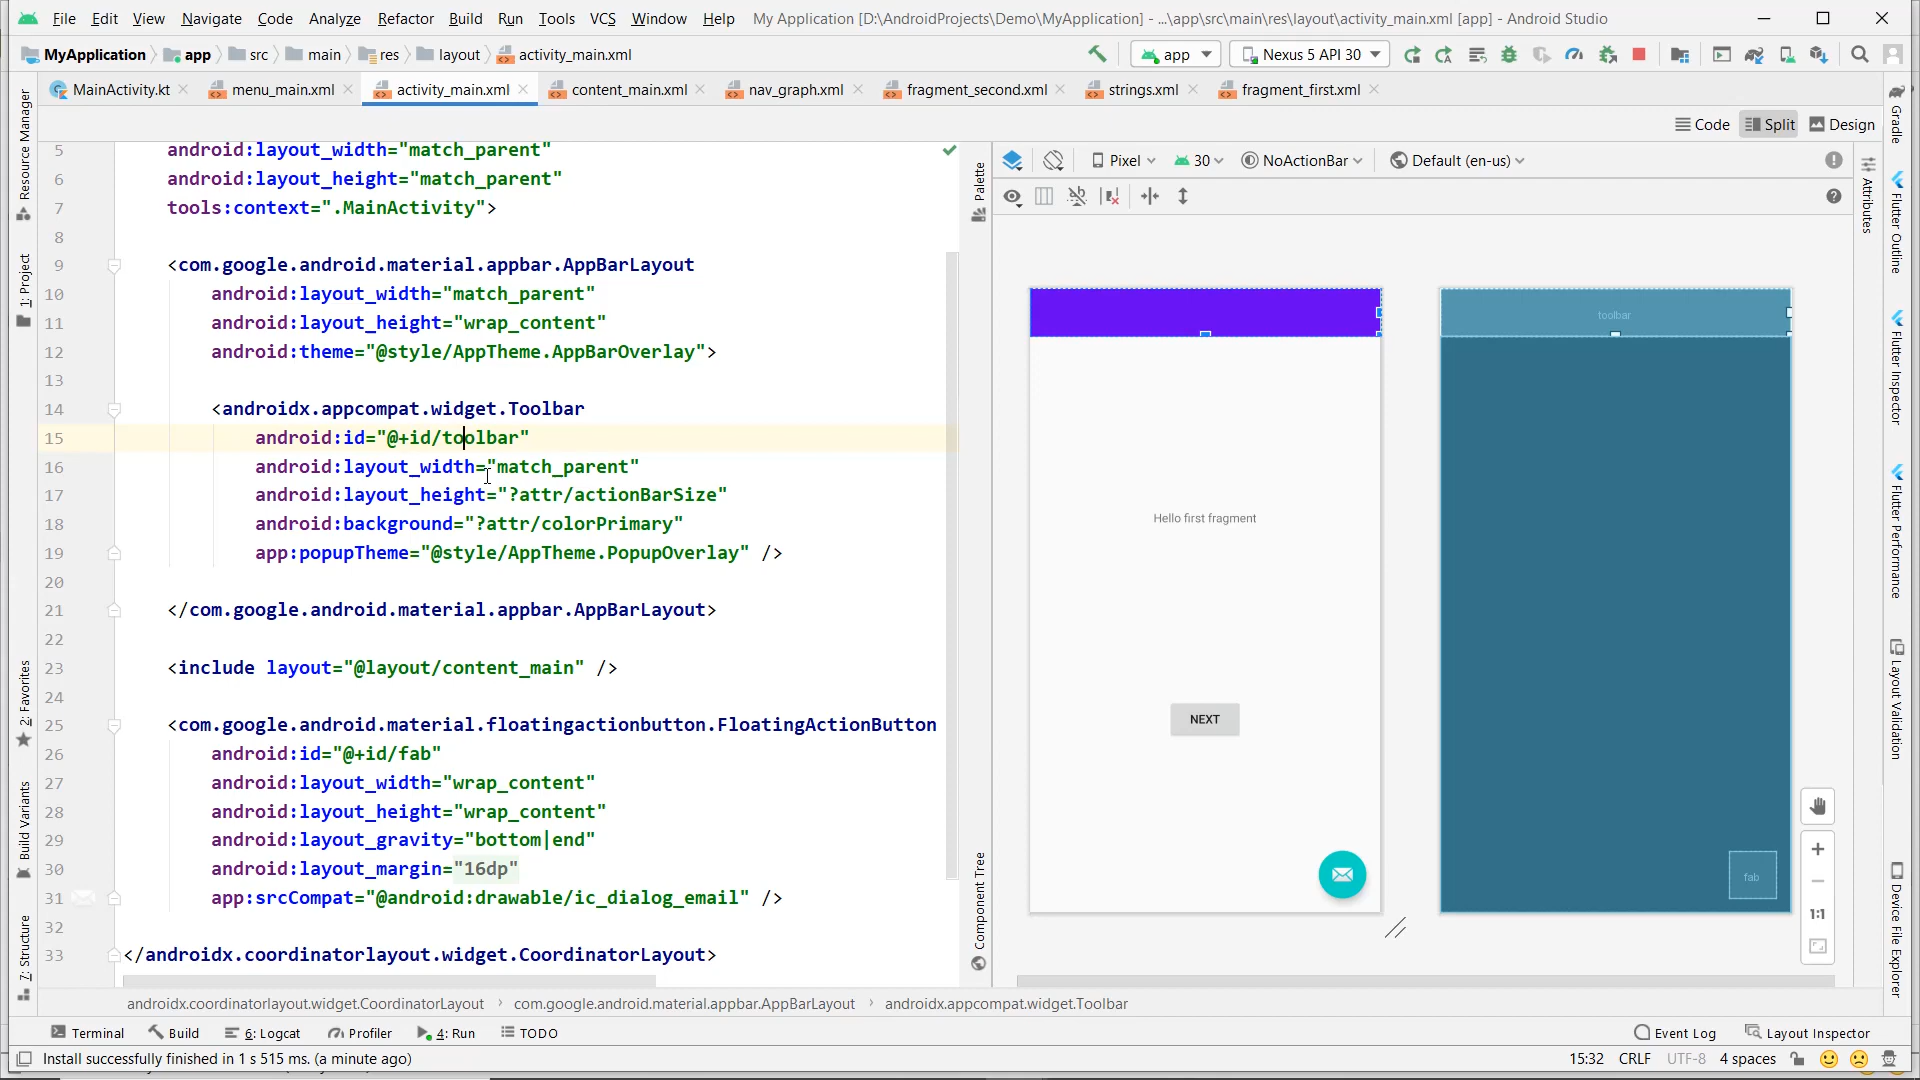 File Edit View Navigate Code Analyze Refactor Build Run Tools VCS Window Help My Application [D:\AndroidProjects\Demo\MyApplication] - ...\app\src\main\res\layout\activity_main.xml [app] - Android Studio
MyApplication app src main res layout activity_main.xml app Nexus 5 API 30
MainActivity.kt menu_main.xml activity_main.xml content_main.xml nav_graph.xml fragment_second.xml strings.xml fragment_first.xml
Code Split Design
Resource Manager
1: Project
2: Favorites
Build Variants
7: Structure
5 android:layout_width="match_parent"
6 android:layout_height="match_parent"
7 tools:context=".MainActivity">
8
9 <com.google.android.material.appbar.AppBarLayout
10 android:layout_width="match_parent"
11 android:layout_height="wrap_content"
12 android:theme="@style/AppTheme.AppBarOverlay">
13
14 <androidx.appcompat.widget.Toolbar
15 android:id="@+id/toolbar"
16 android:layout_width="match_parent"
17 android:layout_height="?attr/actionBarSize"
18 android:background="?attr/colorPrimary"
19 app:popupTheme="@style/AppTheme.PopupOverlay" />
20
21 </com.google.android.material.appbar.AppBarLayout>
22
23 <include layout="@layout/content_main" />
24
25 <com.google.android.material.floatingactionbutton.FloatingActionButton
26 android:id="@+id/fab"
27 android:layout_width="wrap_content"
28 android:layout_height="wrap_content"
29 android:layout_gravity="bottom|end"
30 android:layout_margin="16dp"
31 app:srcCompat="@android:drawable/ic_dialog_email" />
32
33 </androidx.coordinatorlayout.widget.CoordinatorLayout>
Palette
Component Tree
Pixel 30 NoActionBar Default (en-us)
toolbar
Hello first fragment
NEXT
fab
1:1
Attributes
Gradle
Flutter Outline
Flutter Inspector
Flutter Performance
Layout Validation
Device File Explorer
androidx.coordinatorlayout.widget.CoordinatorLayout com.google.android.material.appbar.AppBarLayout androidx.appcompat.widget.Toolbar
Terminal Build 6: Logcat Profiler 4: Run TODO Event Log Layout Inspector
Install successfully finished in 1 s 515 ms. (a minute ago) 15:32 CRLF UTF-8 4 spaces